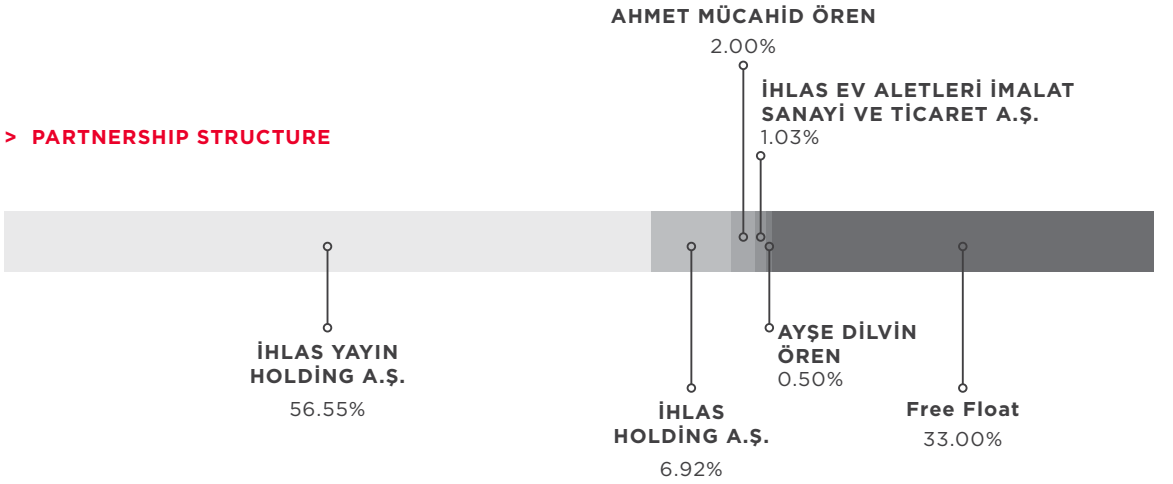 AHMET MÜCAHİD ÖREN
2.00%
İHLAS EV ALETLERİ İMALAT
SANAYİ VE TİCARET A.Ş.
1.03%
> PARTNERSHIP STRUCTURE
İHLAS YAYIN
HOLDİNG A.Ş.
56.55%
İHLAS
HOLDİNG A.Ş.
6.92%
AYŞE DİLVİN
ÖREN
0.50%
Free Float
33.00%